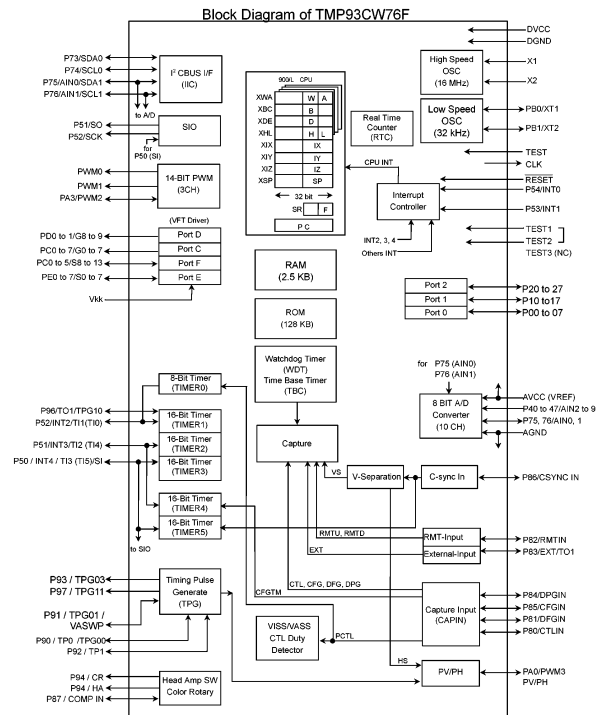 Block Diagram of TMP93CW76F
P73/SDA0
P74/SCL0
P75/AIN0/SDA1
P76/AIN1/SCL1
I² CBUS I/F
(IIC)
to A/D
P51/SO
P52/SCK
SIO
for
P50 (SI)
PWM0
PWM1
PA3/PWM2
14-BIT PWM
(3CH)
(VFT Driver)
PD0 to 1/G8 to 9
PC0 to 7/G0 to 7
PC0 to 5/S8 to 13
PE0 to 7/S0 to 7
Port D
Port C
Port F
Port E
Vkk
900/L CPU
XWA
W A
XBC
B
XDE
D
XHL
H L
XIX
IX
XIY
IY
XIZ
IZ
XSP
SP
32 bit
SR
F
P C
RAM
(2.5 KB)
ROM
(128 KB)
Watchdog Timer
(WDT)
Time Base Timer
(TBC)
Capture
Real Time
Counter
(RTC)
CPU INT
DVCC
DGND
High Speed
OSC
(16 MHz)
X1
X2
Low Speed
OSC
(32 kHz)
PB0/XT1
PB1/XT2
TEST
CLK
RESET
P54/INT0
Interrupt
Controller
P53/INT1
INT2, 3, 4
Others INT
TEST1
TEST2
TEST3 (NC)
Port 2
Port 1
Port 0
P20 to 27
P10 to17
P00 to 07
for P75 (AIN0)
P76 (AIN1)
8 BIT A/D
Converter
(10 CH)
AVCC (VREF)
P40 to 47/AIN2 to 9
P75, 76/AIN0, 1
AGND
8-Bit Timer
(TIMER0)
P96/TO1/TPG10
P52/INT2/TI1(TI0)
16-Bit Timer
(TIMER1)
P51/INT3/TI2 (TI4)
16-Bit Timer
(TIMER2)
P50 / INT4 / TI3 (TI5)/SI
16-Bit Timer
(TIMER3)
16-Bit Timer
(TIMER4)
16-Bit Timer
(TIMER5)
to SIO
VS
V-Separation
C-sync In
P86/CSYNC IN
RMTU, RMTD
RMT-Input
P82/RMTIN
EXT
External-Input
P83/EXT/TO1
CTL, CFG, DFG, DPG
CFGTM
P93 / TPG03
P97 / TPG11
P91 / TPG01 /
VASWP
P90 / TP0 /TPG00
P92 / TP1
Timing Pulse
Generate
(TPG)
VISS/VASS
CTL Duty
Detector
PCTL
Capture Input
(CAPIN)
P84/DPGIN
P85/CFGIN
P81/DFGIN
P80/CTLIN
HS
PV/PH
PA0/PWM3
PV/PH
P94 / CR
P94 / HA
P87 / COMP IN
Head Amp SW
Color Rotary